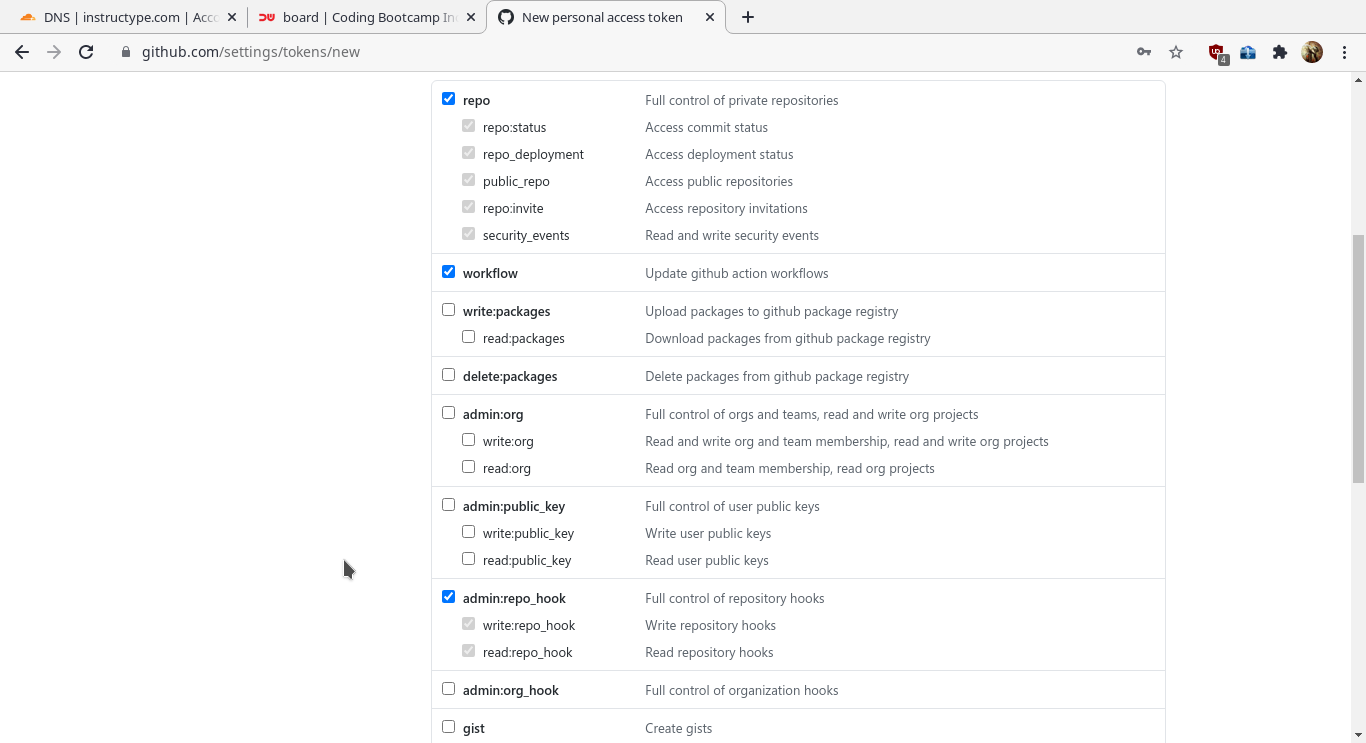 DNS | instructype.com | Acco
board | Coding Bootcamp In
New personal access token
github.com/settings/tokens/new
4
repo Full control of private repositories
repo:status Access commit status
repo_deployment Access deployment status
public_repo Access public repositories
repo:invite Access repository invitations
security_events Read and write security events
workflow Update github action workflows
write:packages Upload packages to github package registry
read:packages Download packages from github package registry
delete:packages Delete packages from github package registry
admin:org Full control of orgs and teams, read and write org projects
write:org Read and write org and team membership, read and write org projects
read:org Read org and team membership, read org projects
admin:public_key Full control of user public keys
write:public_key Write user public keys
read:public_key Read user public keys
admin:repo_hook Full control of repository hooks
write:repo_hook Write repository hooks
read:repo_hook Read repository hooks
admin:org_hook Full control of organization hooks
gist Create gists